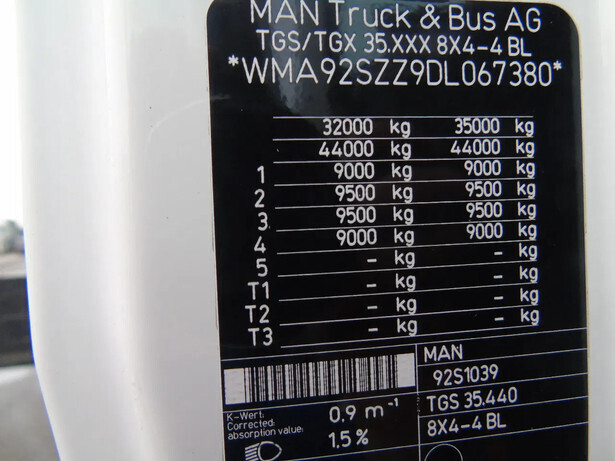 MAN Truck & Bus AG
TGS/TGX 35.XXX 8X4-4 BL
*WMA92SZZ9DL067380*
32000 kg 35000 kg
44000 kg 44000 kg
1 9000 kg 9000 kg
2 9500 kg 9500 kg
3 9500 kg 9500 kg
4 9000 kg 9000 kg
5 - kg - kg
T1 - kg - kg
T2 - kg - kg
T3 - kg - kg
MAN
92S1039
TGS 35.440
8X4-4 BL
K-Wert:
Corrected
absorption value:
0.9 m⁻¹
1.5 %